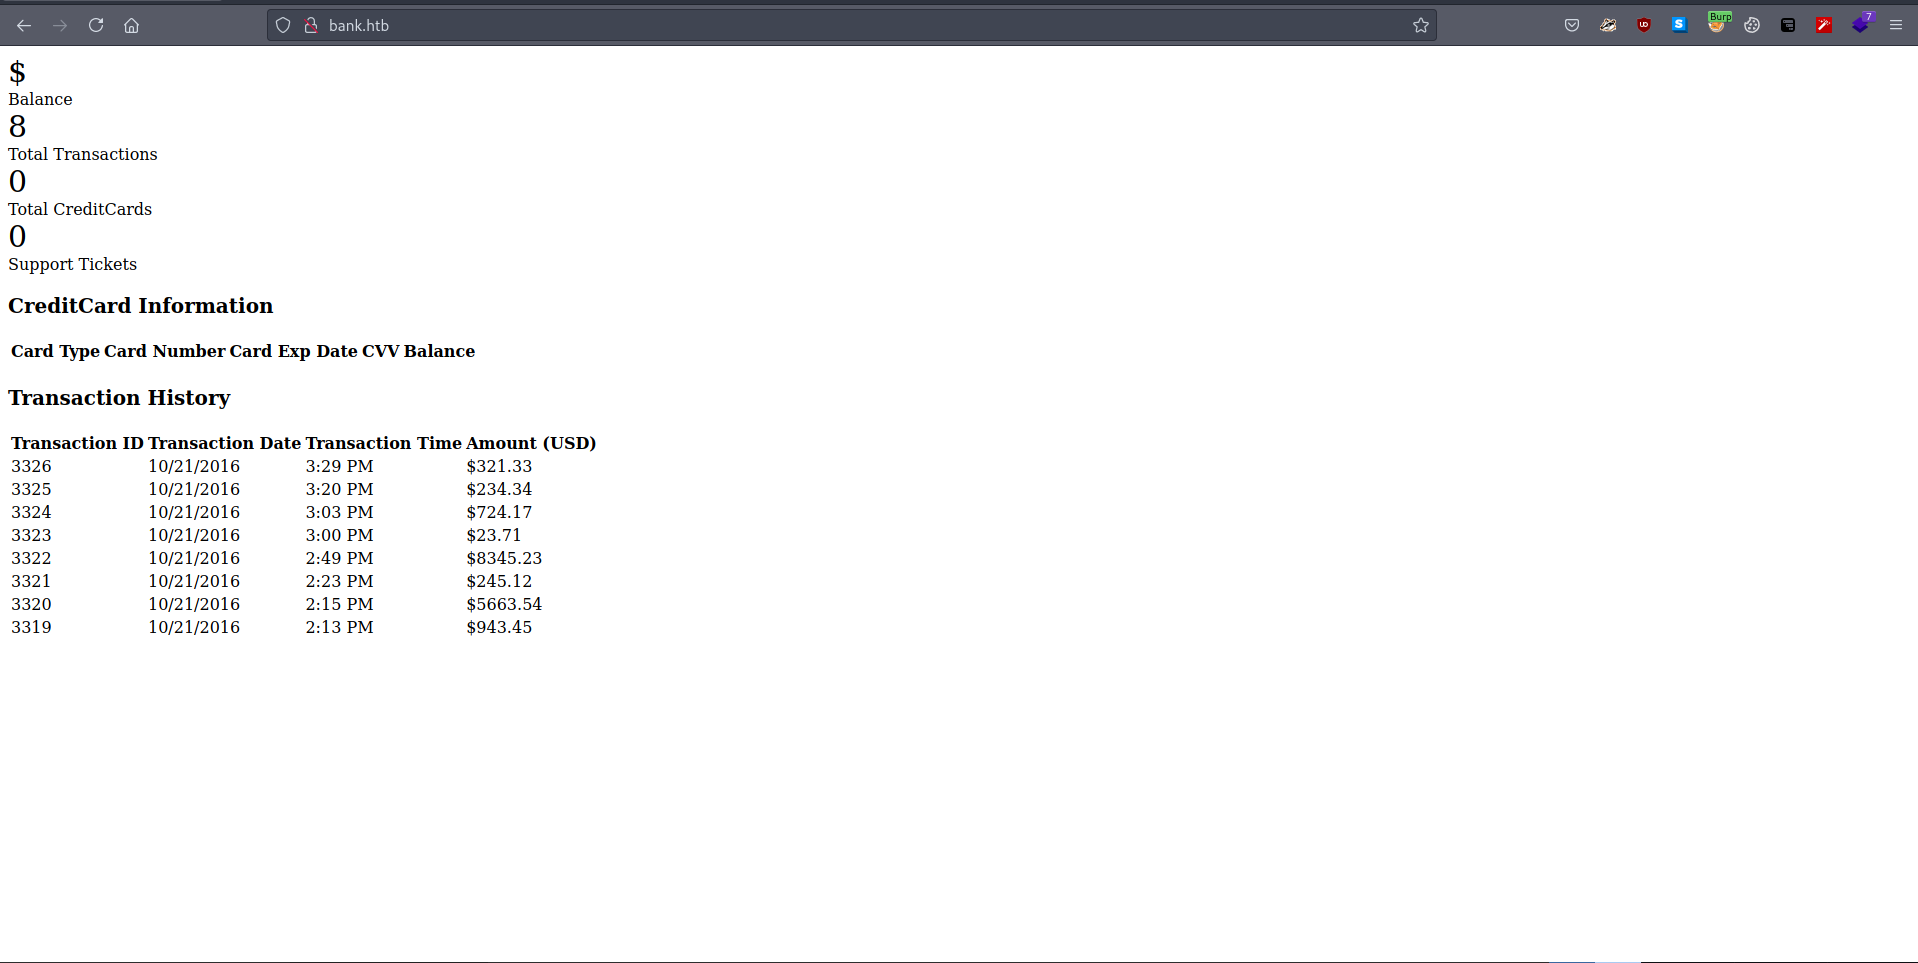 bank.htb
Burp
7
$
Balance
8
Total Transactions
0
Total CreditCards
0
Support Tickets
CreditCard Information
Card Type Card Number Card Exp Date CVV Balance
Transaction History
Transaction ID Transaction Date Transaction Time Amount (USD)
3326 10/21/2016 3:29 PM $321.33
3325 10/21/2016 3:20 PM $234.34
3324 10/21/2016 3:03 PM $724.17
3323 10/21/2016 3:00 PM $23.71
3322 10/21/2016 2:49 PM $8345.23
3321 10/21/2016 2:23 PM $245.12
3320 10/21/2016 2:15 PM $5663.54
3319 10/21/2016 2:13 PM $943.45